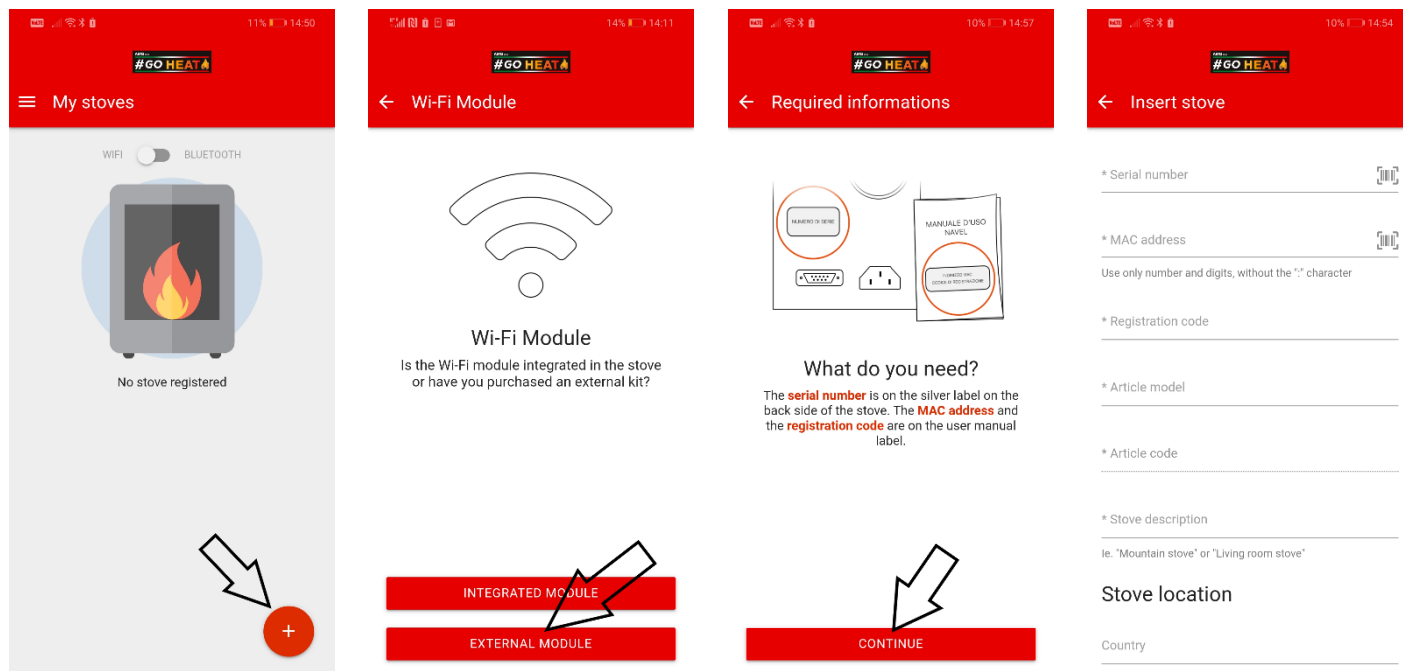 11% 14:50
#GO HEAT
My stoves
WIFI BLUETOOTH
No stove registered
+
14% 14:11
#GO HEAT
Wi-Fi Module
Wi-Fi Module
Is the Wi-Fi module integrated in the stove
or have you purchased an external kit?
INTEGRATED MODULE
EXTERNAL MODULE
10% 14:57
#GO HEAT
Required informations
NUMERO DI SERIE
MANUALE D'USO
NAVEL
What do you need?
The serial number is on the silver label on the
back side of the stove. The MAC address and
the registration code are on the user manual
label.
CONTINUE
10% 14:54
#GO HEAT
Insert stove
* Serial number
* MAC address
Use only number and digits, without the ":" character
* Registration code
* Article model
* Article code
* Stove description
Ie. "Mountain stove" or "Living room stove"
Stove location
Country